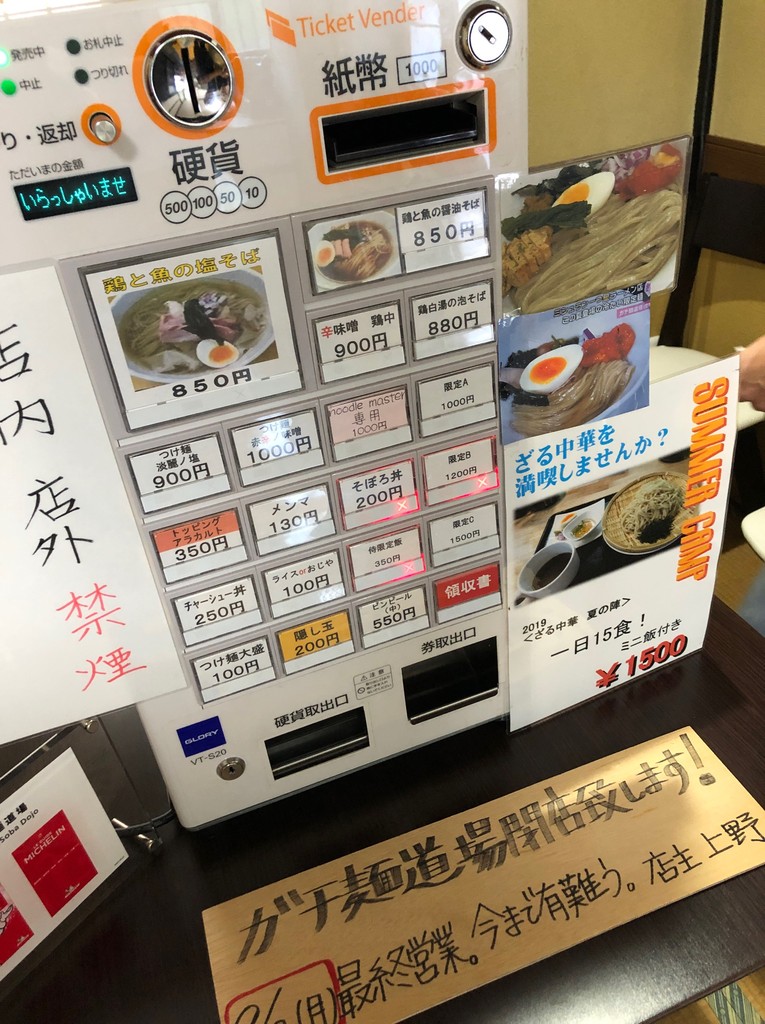 Ticket Vender
発売中
お札中止
中止
つり切れ
り・返却
ただいまの金額
いらっしゃいませ
硬貨
500 100 50 10
紙幣 1000
鶏と魚の塩そば
850円
鶏と魚の醤油そば
850円
辛味噌 鶏中
900円
鶏白湯の泡そば
880円
つけ麺
淡麗ノ塩
900円
つけ麺
1000円
noodle master
専用
1000円
限定A
1000円
トッピング
アラカルト
350円
メンマ
130円
そぼろ丼
200円
限定B
1200円
チャーシュー丼
250円
ライスorおじや
100円
侍限定飯
350円
限定C
1500円
つけ麺大盛
100円
隠し玉
200円
ビンビール
(中)
550円
領収書
硬貨取出口
券取出口
注意
GLORY
VT-S20
店内
店外
禁煙
道場
Soba Dojo
MICHELIN
ざる中華を
満喫しませんか?
SUMMER CAMP
2019
<ざる中華 夏の陣>
一日15食!
ミニ飯付き
¥1500
ガチ麺道場閉店致します!
(月)最終営業。今まで有難う。店主 上野